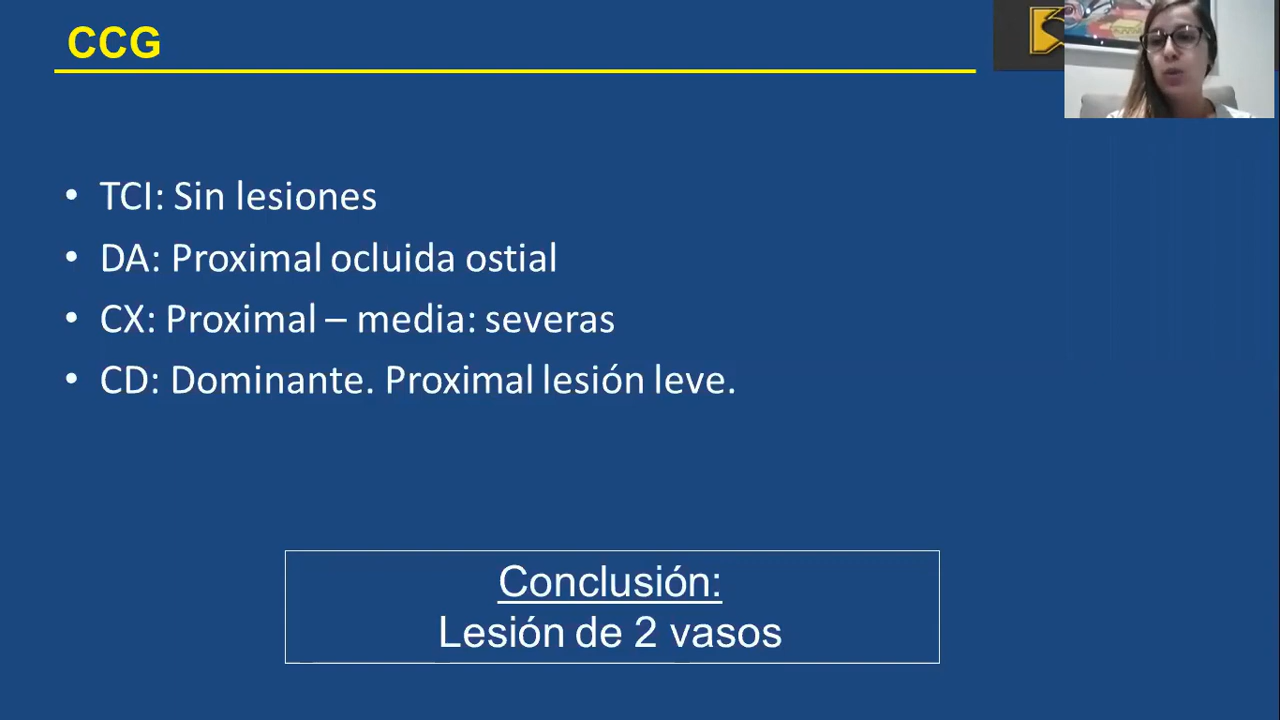 CCG
• TCI: Sin lesiones
• DA: Proximal ocluida ostial
• CX: Proximal – media: severas
• CD: Dominante. Proximal lesión leve.
Conclusión:
Lesión de 2 vasos